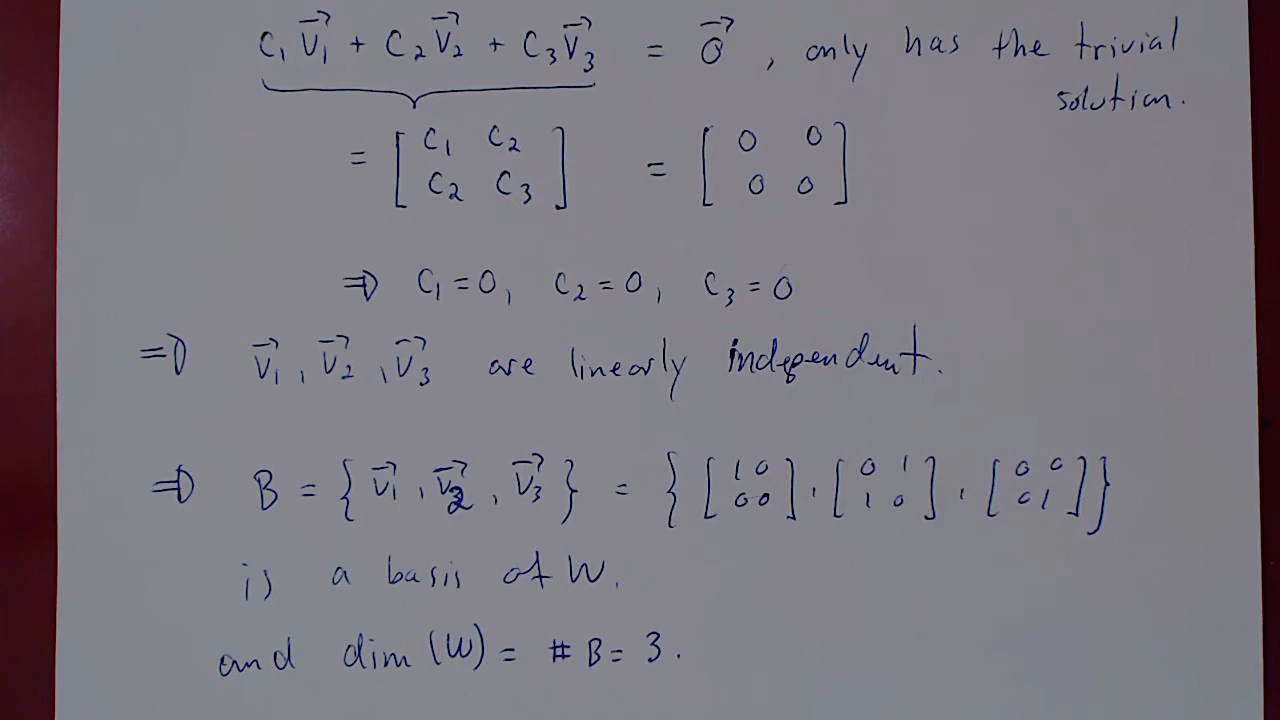 C₁V⃗₁ + C₂V⃗₂ + C₃V⃗₃ = 0⃗, only has the trivial
solution.
= [C₁ C₂; C₂ C₃] = [0 0; 0 0]
⇒ C₁=0, C₂=0, C₃=0
⇒ V⃗₁, V⃗₂, V⃗₃ are linearly independent.
⇒ B = {V⃗₁, V⃗₂, V⃗₃} = {[1 0; 0 0], [0 1; 1 0], [0 0; 0 1]}
is a basis of W.
and dim(W) = #B = 3.